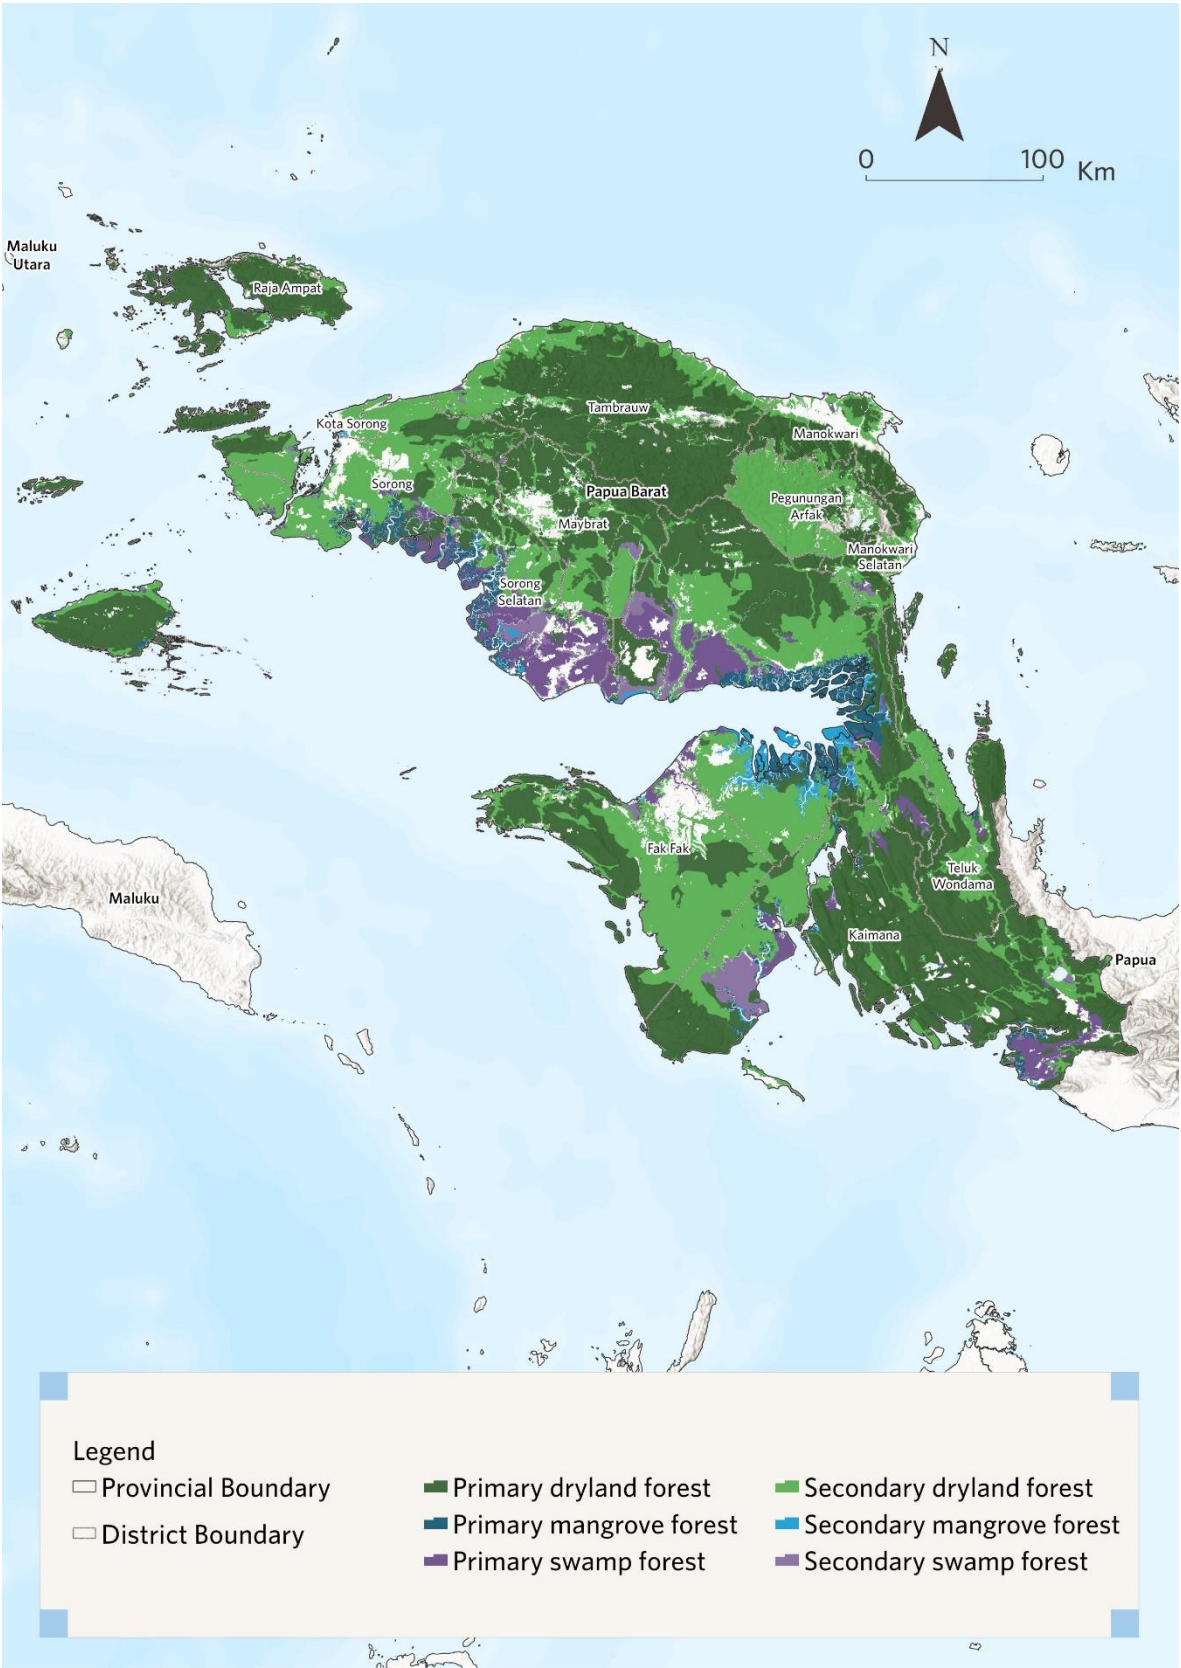 N
0 100 Km
Maluku
Utara
Raja Ampat
Tambrauw
Kota Sorong
Manokwari
Sorong
Papua Barat
Pegunungan
Arfak
Maybrat
Manokwari
Selatan
Sorong
Selatan
Fak Fak
Teluk
Wondama
Maluku
Kaimana
Papua
Legend
Provincial Boundary
District Boundary
Primary dryland forest
Primary mangrove forest
Primary swamp forest
Secondary dryland forest
Secondary mangrove forest
Secondary swamp forest